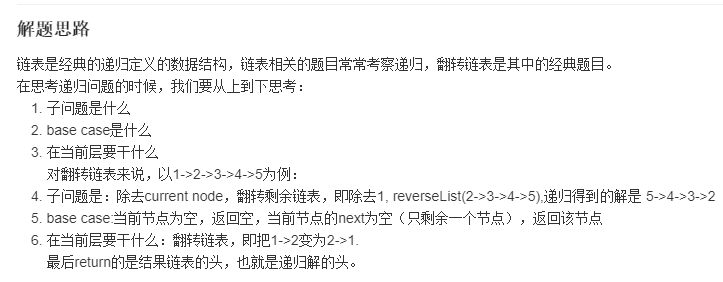 解题思路
链表是经典的递归定义的数据结构，链表相关的题目常常考察递归，翻转链表是其中的经典题目。
在思考递归问题的时候，我们要从上到下思考：
1. 子问题是什么
2. base case是什么
3. 在当前层要干什么
对翻转链表来说，以1->2->3->4->5为例：
4. 子问题是：除去current node，翻转剩余链表，即除去1, reverseList(2->3->4->5),递归得到的解是 5->4->3->2
5. base case:当前节点为空，返回空，当前节点的next为空（只剩余一个节点），返回该节点
6. 在当前层要干什么：翻转链表，即把1->2变为2->1.
最后return的是结果链表的头，也就是递归解的头。